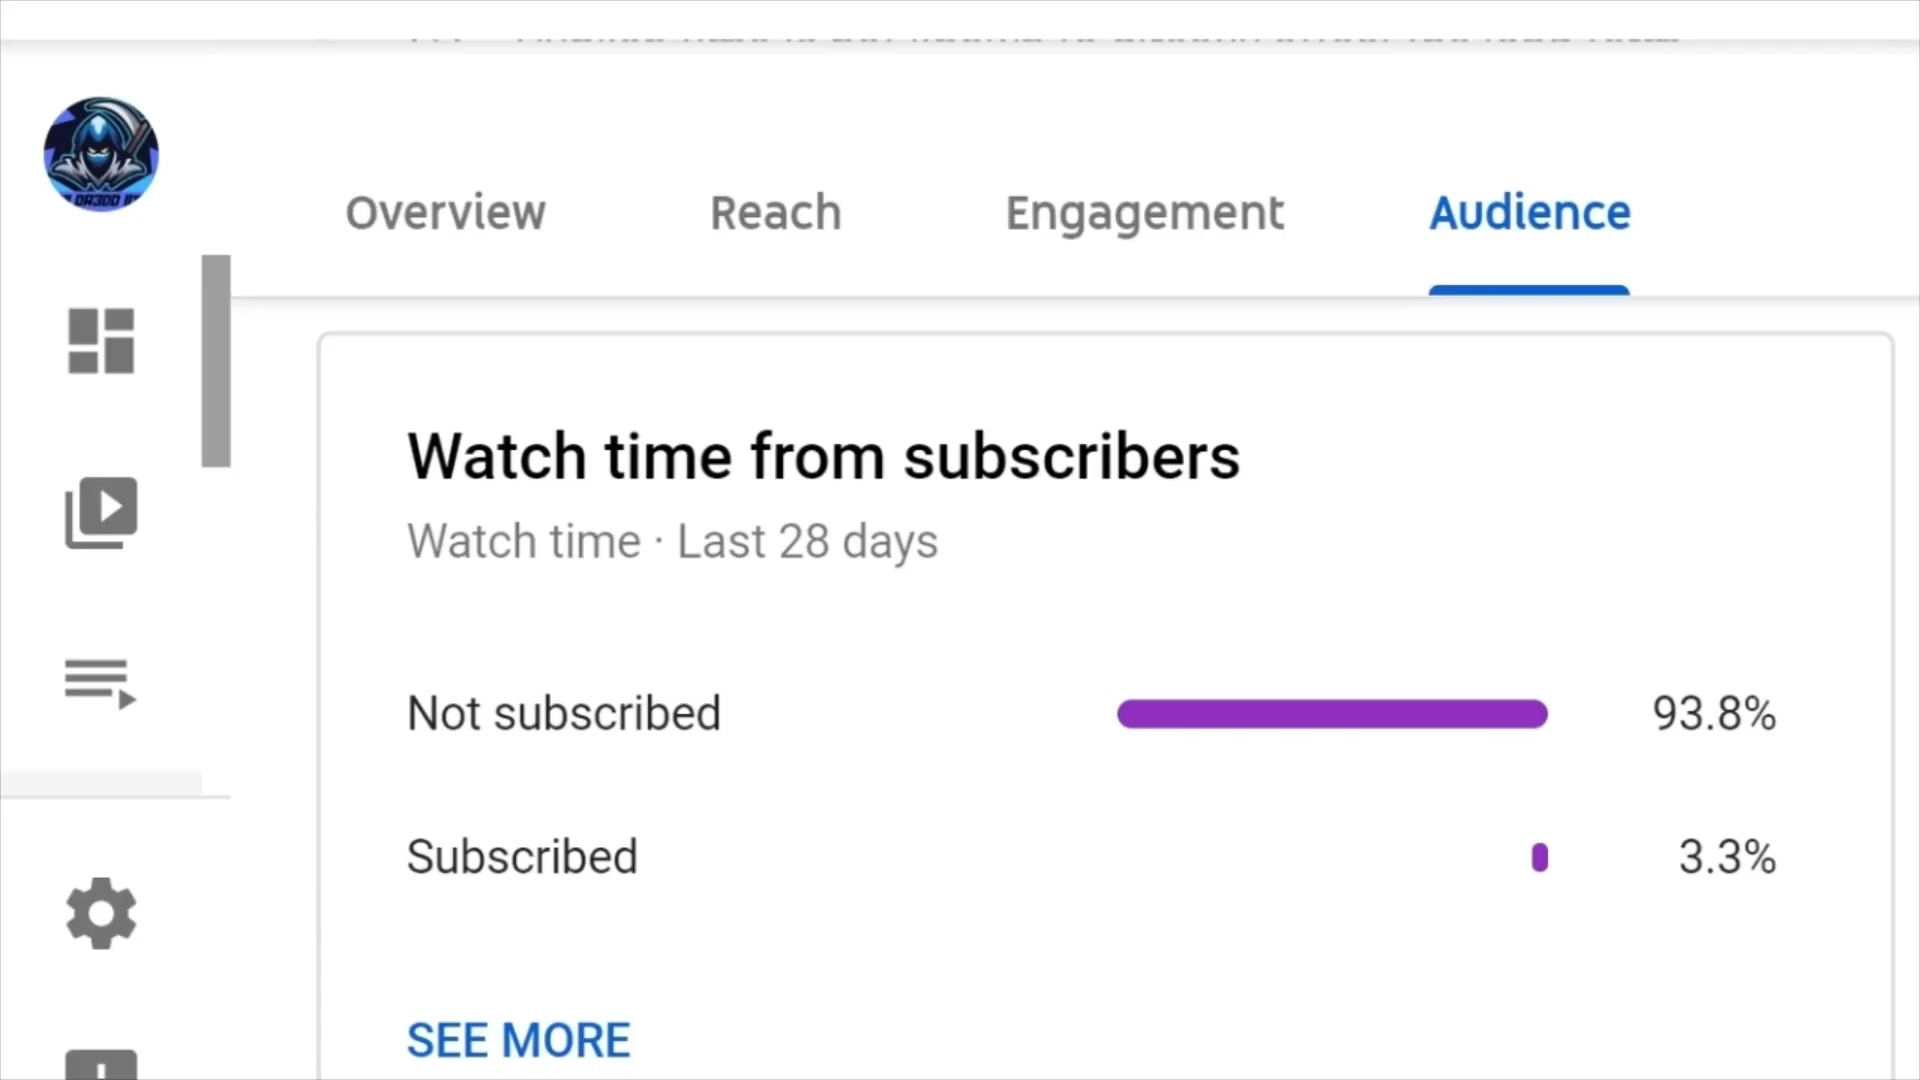 Overview Reach Engagement Audience
Watch time from subscribers
Watch time · Last 28 days
Not subscribed 93.8%
Subscribed 3.3%
SEE MORE